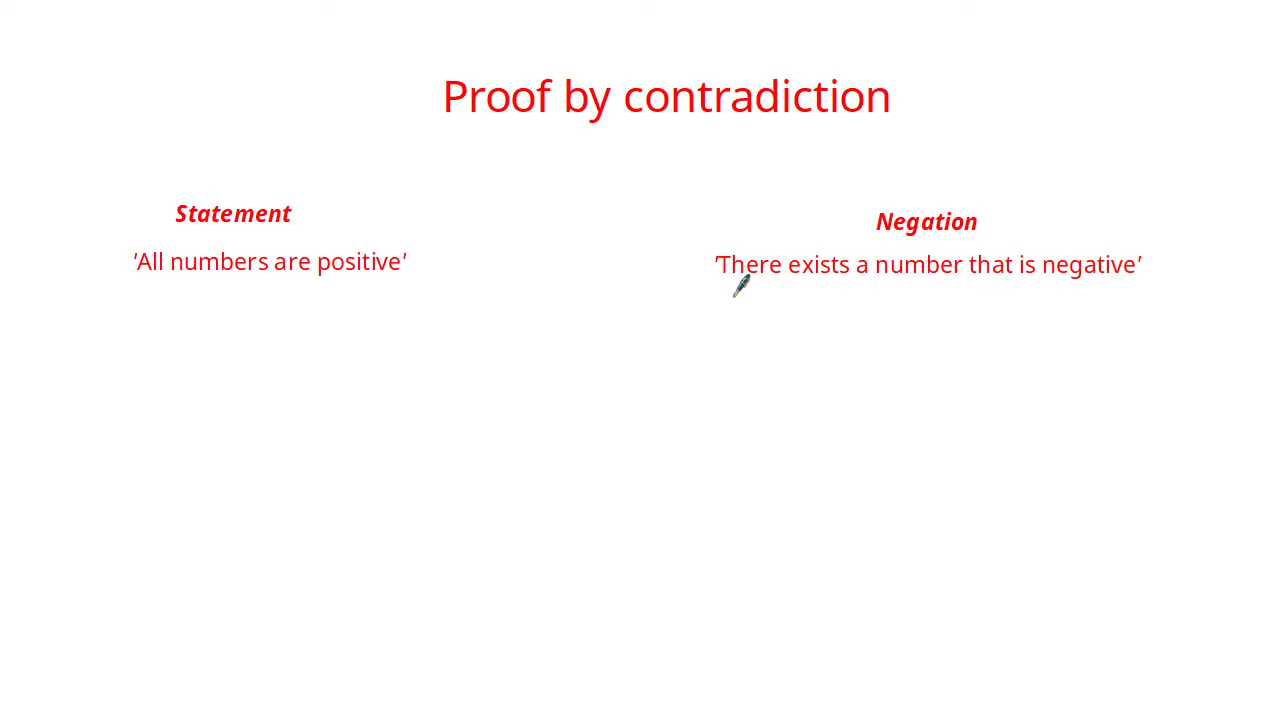 Proof by contradiction
Statement
Negation
'All numbers are positive'
'There exists a number that is negative'